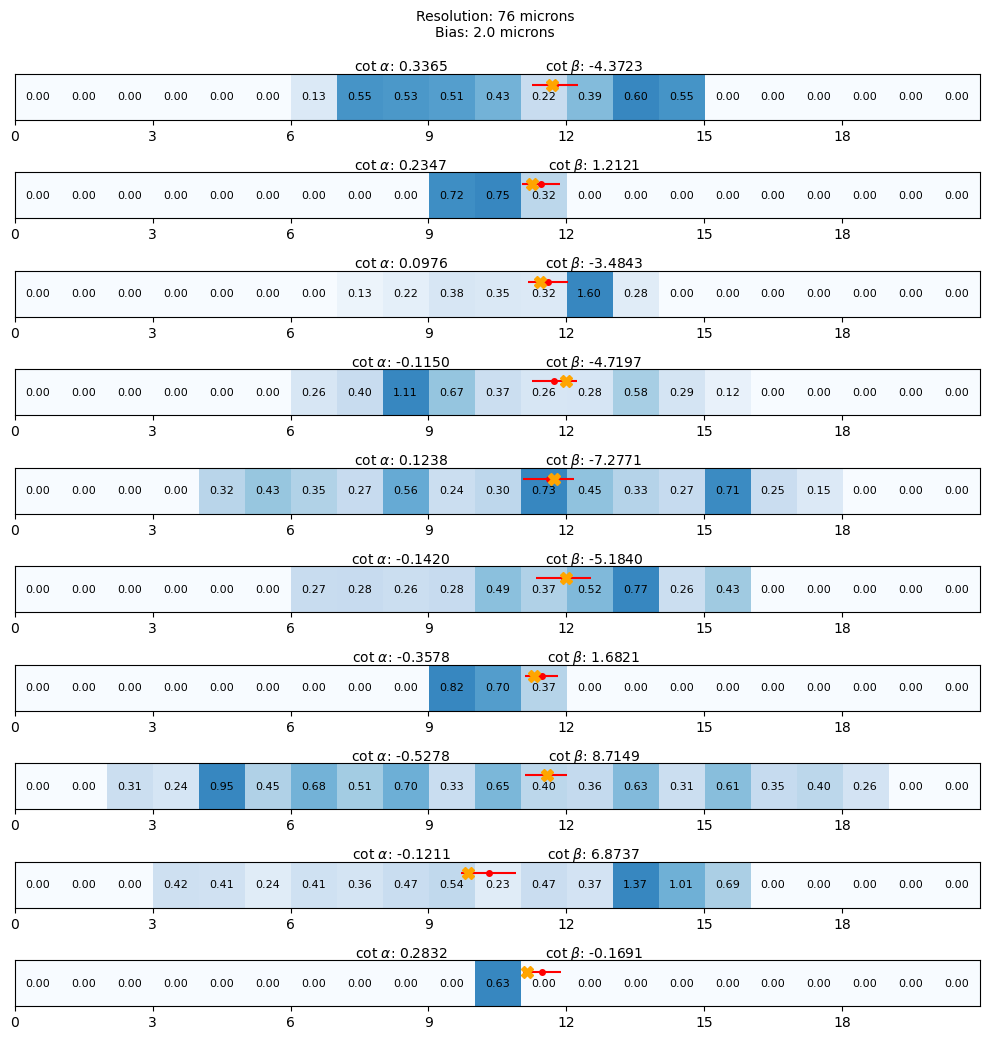 Resolution: 76 microns
Bias: 2.0 microns
cot α: 0.3365 cot β: -4.3723
0.00 0.00 0.00 0.00 0.00 0.00 0.13 0.55 0.53 0.51 0.43 0.22 0.39 0.60 0.55 0.00 0.00 0.00 0.00 0.00 0.00
0 3 6 9 12 15 18
cot α: 0.2347 cot β: 1.2121
0.00 0.00 0.00 0.00 0.00 0.00 0.00 0.00 0.00 0.72 0.75 0.32 0.00 0.00 0.00 0.00 0.00 0.00 0.00 0.00 0.00
0 3 6 9 12 15 18
cot α: 0.0976 cot β: -3.4843
0.00 0.00 0.00 0.00 0.00 0.00 0.00 0.13 0.22 0.38 0.35 0.32 1.60 0.28 0.00 0.00 0.00 0.00 0.00 0.00 0.00
0 3 6 9 12 15 18
cot α: -0.1150 cot β: -4.7197
0.00 0.00 0.00 0.00 0.00 0.00 0.26 0.40 1.11 0.67 0.37 0.26 0.28 0.58 0.29 0.12 0.00 0.00 0.00 0.00 0.00
0 3 6 9 12 15 18
cot α: 0.1238 cot β: -7.2771
0.00 0.00 0.00 0.00 0.32 0.43 0.35 0.27 0.56 0.24 0.30 0.73 0.45 0.33 0.27 0.71 0.25 0.15 0.00 0.00 0.00
0 3 6 9 12 15 18
cot α: -0.1420 cot β: -5.1840
0.00 0.00 0.00 0.00 0.00 0.00 0.27 0.28 0.26 0.28 0.49 0.37 0.52 0.77 0.26 0.43 0.00 0.00 0.00 0.00 0.00
0 3 6 9 12 15 18
cot α: -0.3578 cot β: 1.6821
0.00 0.00 0.00 0.00 0.00 0.00 0.00 0.00 0.00 0.82 0.70 0.37 0.00 0.00 0.00 0.00 0.00 0.00 0.00 0.00 0.00
0 3 6 9 12 15 18
cot α: -0.5278 cot β: 8.7149
0.00 0.00 0.31 0.24 0.95 0.45 0.68 0.51 0.70 0.33 0.65 0.40 0.36 0.63 0.31 0.61 0.35 0.40 0.26 0.00 0.00
0 3 6 9 12 15 18
cot α: -0.1211 cot β: 6.8737
0.00 0.00 0.00 0.42 0.41 0.24 0.41 0.36 0.47 0.54 0.23 0.47 0.37 1.37 1.01 0.69 0.00 0.00 0.00 0.00 0.00
0 3 6 9 12 15 18
cot α: 0.2832 cot β: -0.1691
0.00 0.00 0.00 0.00 0.00 0.00 0.00 0.00 0.00 0.00 0.63 0.00 0.00 0.00 0.00 0.00 0.00 0.00 0.00 0.00 0.00
0 3 6 9 12 15 18